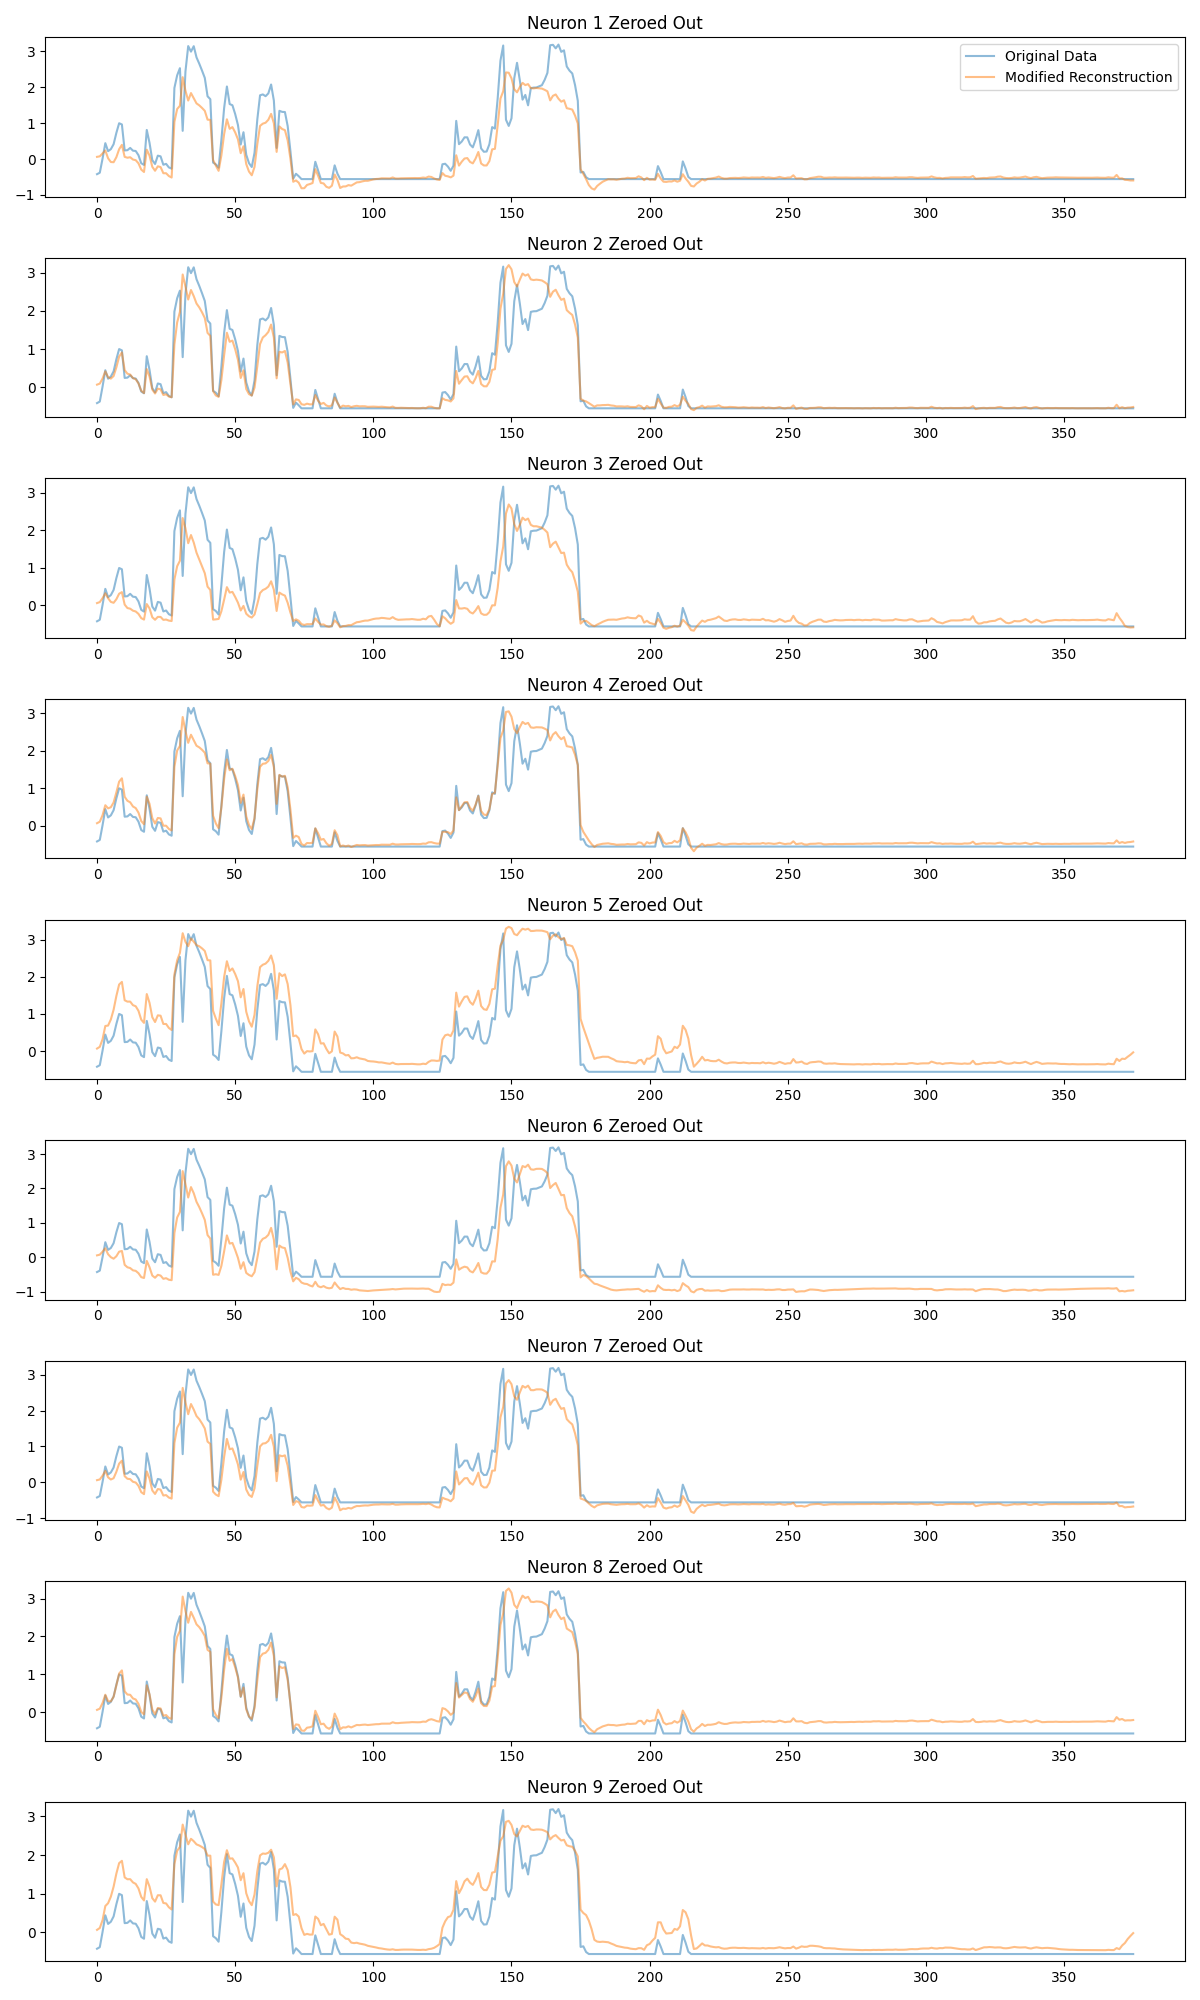 Neuron 1 Zeroed Out
3
2
1
0
−1
Original Data
Modified Reconstruction
0 50 100 150 200 250 300 350
Neuron 2 Zeroed Out
3
2
1
0
0 50 100 150 200 250 300 350
Neuron 3 Zeroed Out
3
2
1
0
0 50 100 150 200 250 300 350
Neuron 4 Zeroed Out
3
2
1
0
0 50 100 150 200 250 300 350
Neuron 5 Zeroed Out
3
2
1
0
0 50 100 150 200 250 300 350
Neuron 6 Zeroed Out
3
2
1
0
−1
0 50 100 150 200 250 300 350
Neuron 7 Zeroed Out
3
2
1
0
−1
0 50 100 150 200 250 300 350
Neuron 8 Zeroed Out
3
2
1
0
0 50 100 150 200 250 300 350
Neuron 9 Zeroed Out
3
2
1
0
0 50 100 150 200 250 300 350